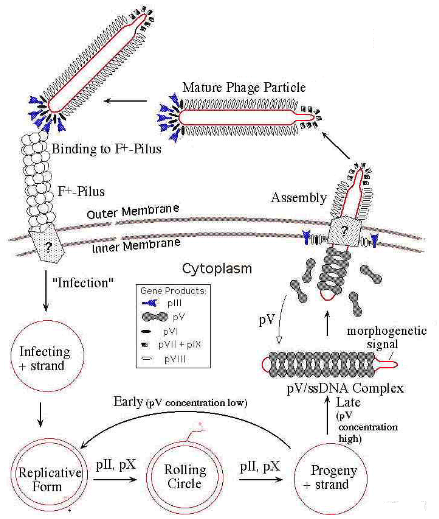 Mature Phage Particle
Binding to F+-Pilus
F+-Pilus
Assembly
?
?
Outer Membrane
Inner Membrane
Cytoplasm
"Infection"
Gene Products:
pIII
pV
pVI
pVII + pIX
pVIII
pV
morphogenetic
signal
Infecting
+ strand
pV/ssDNA Complex
Early (pV concentration low)
Late
(pV
concentration
high)
Replicative
Form
pII, pX
Rolling
Circle
pII, pX
Progeny
+ strand